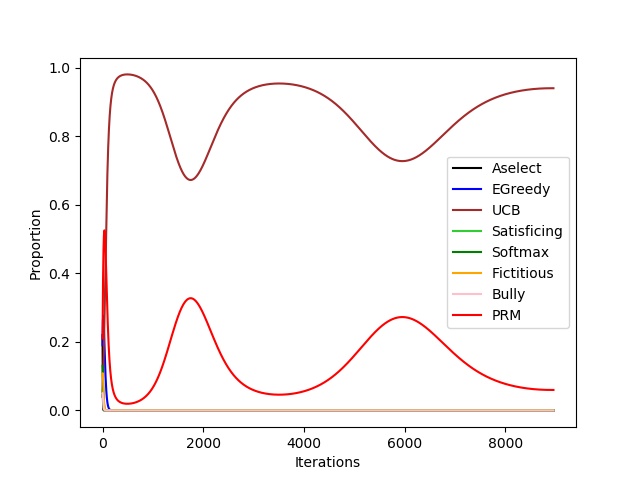 1.0
0.8
0.6
0.4
0.2
0.0
Proportion
Aselect
EGreedy
UCB
Satisficing
Softmax
Fictitious
Bully
PRM
0 2000 4000 6000 8000
Iterations